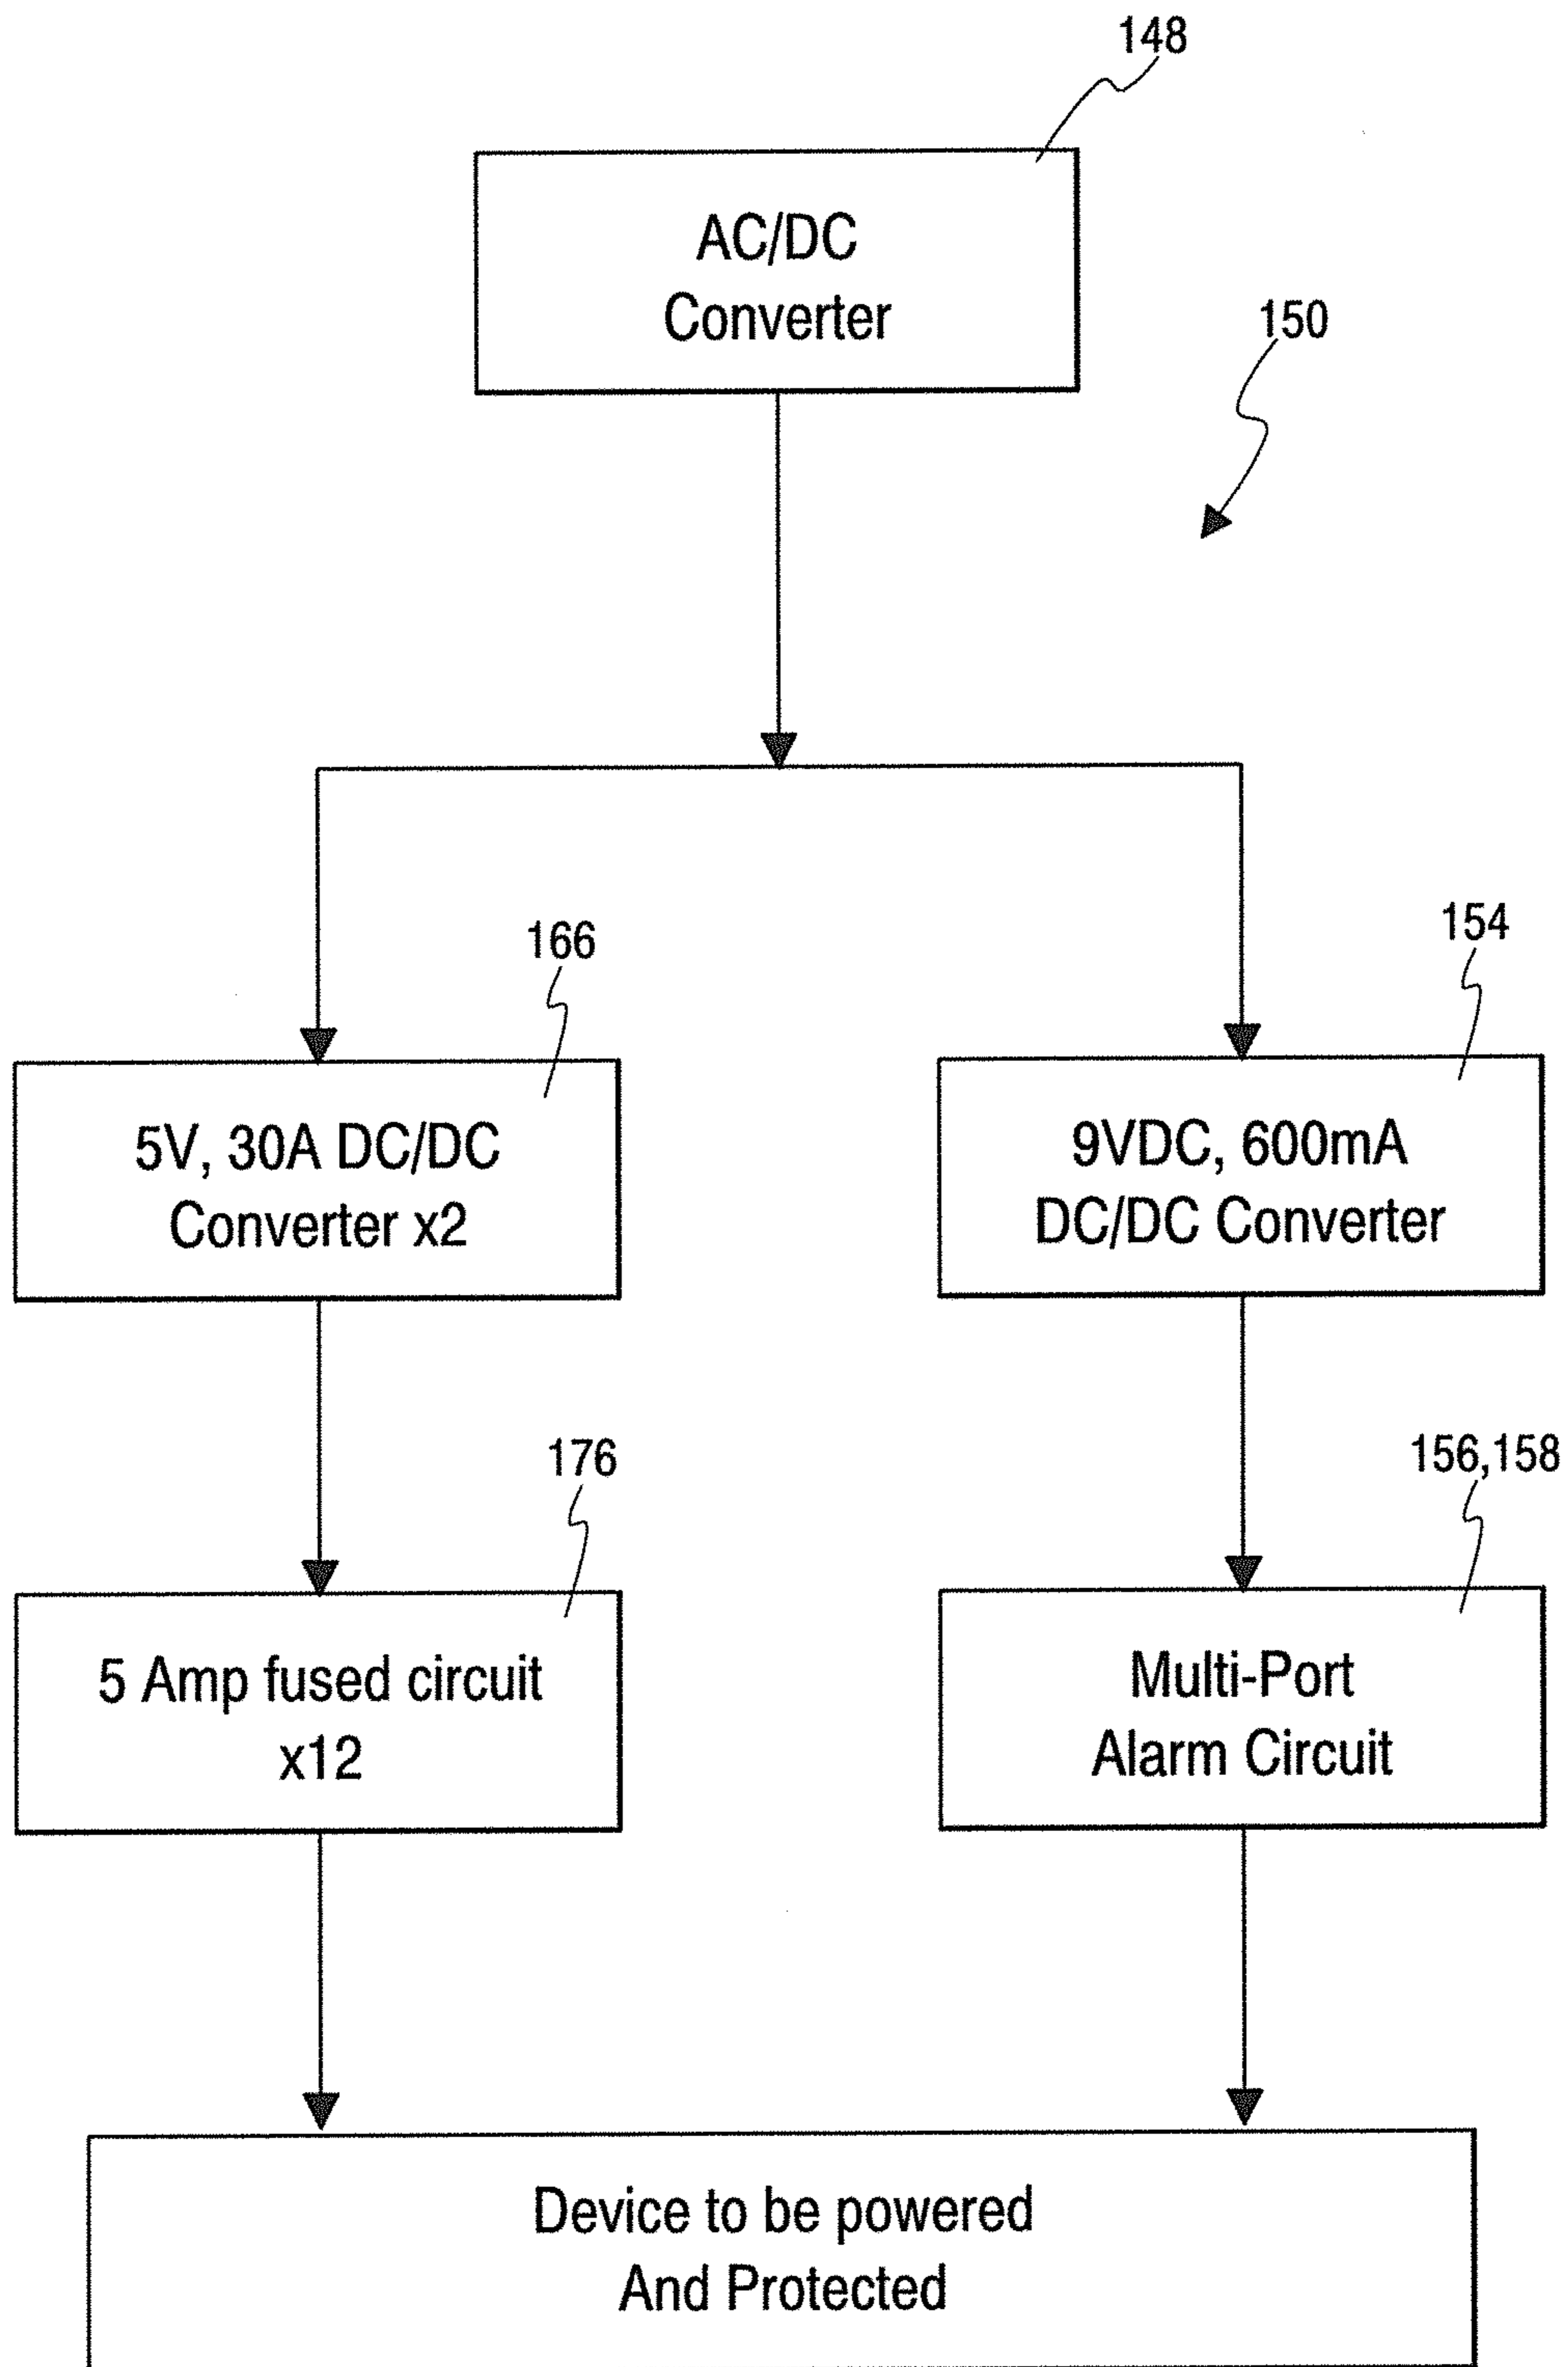 148
AC/DC
Converter
150
166
154
5V, 30A DC/DC
Converter x2
9VDC, 600mA
DC/DC Converter
176
156,158
5 Amp fused circuit
x12
Multi-Port
Alarm Circuit
Device to be powered
And Protected